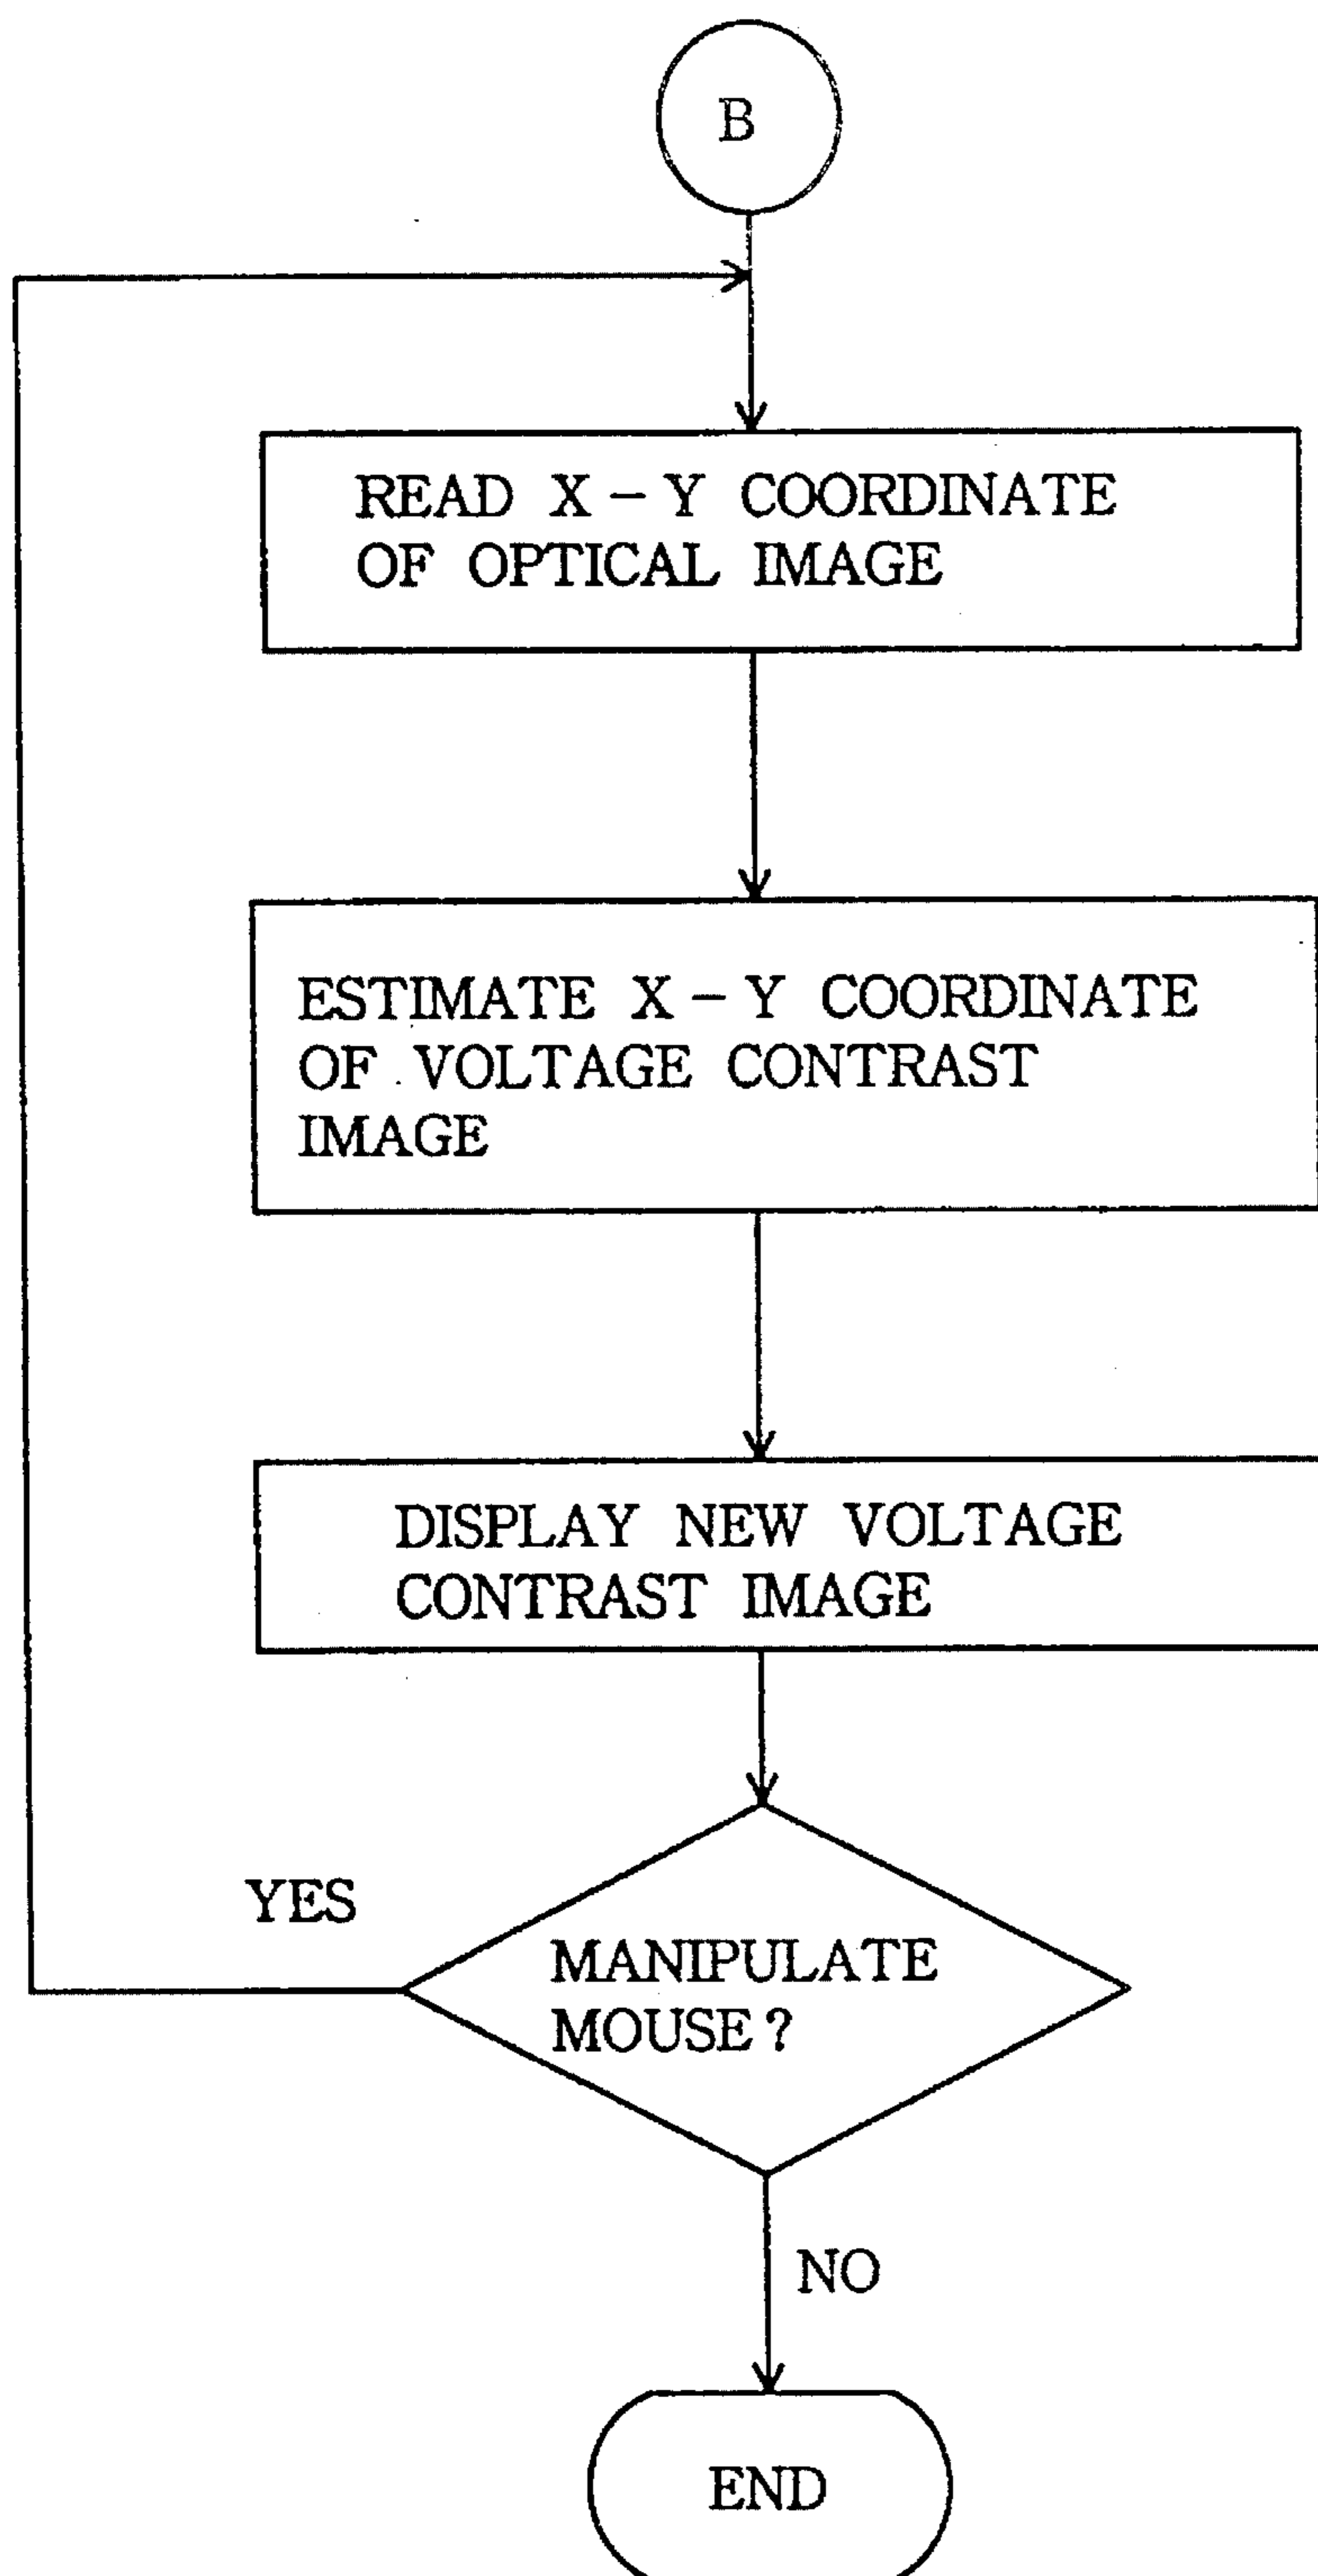 B
READ X – Y COORDINATE
OF OPTICAL IMAGE
ESTIMATE X – Y COORDINATE
OF VOLTAGE CONTRAST
IMAGE
DISPLAY NEW VOLTAGE
CONTRAST IMAGE
YES
MANIPULATE
MOUSE?
NO
END